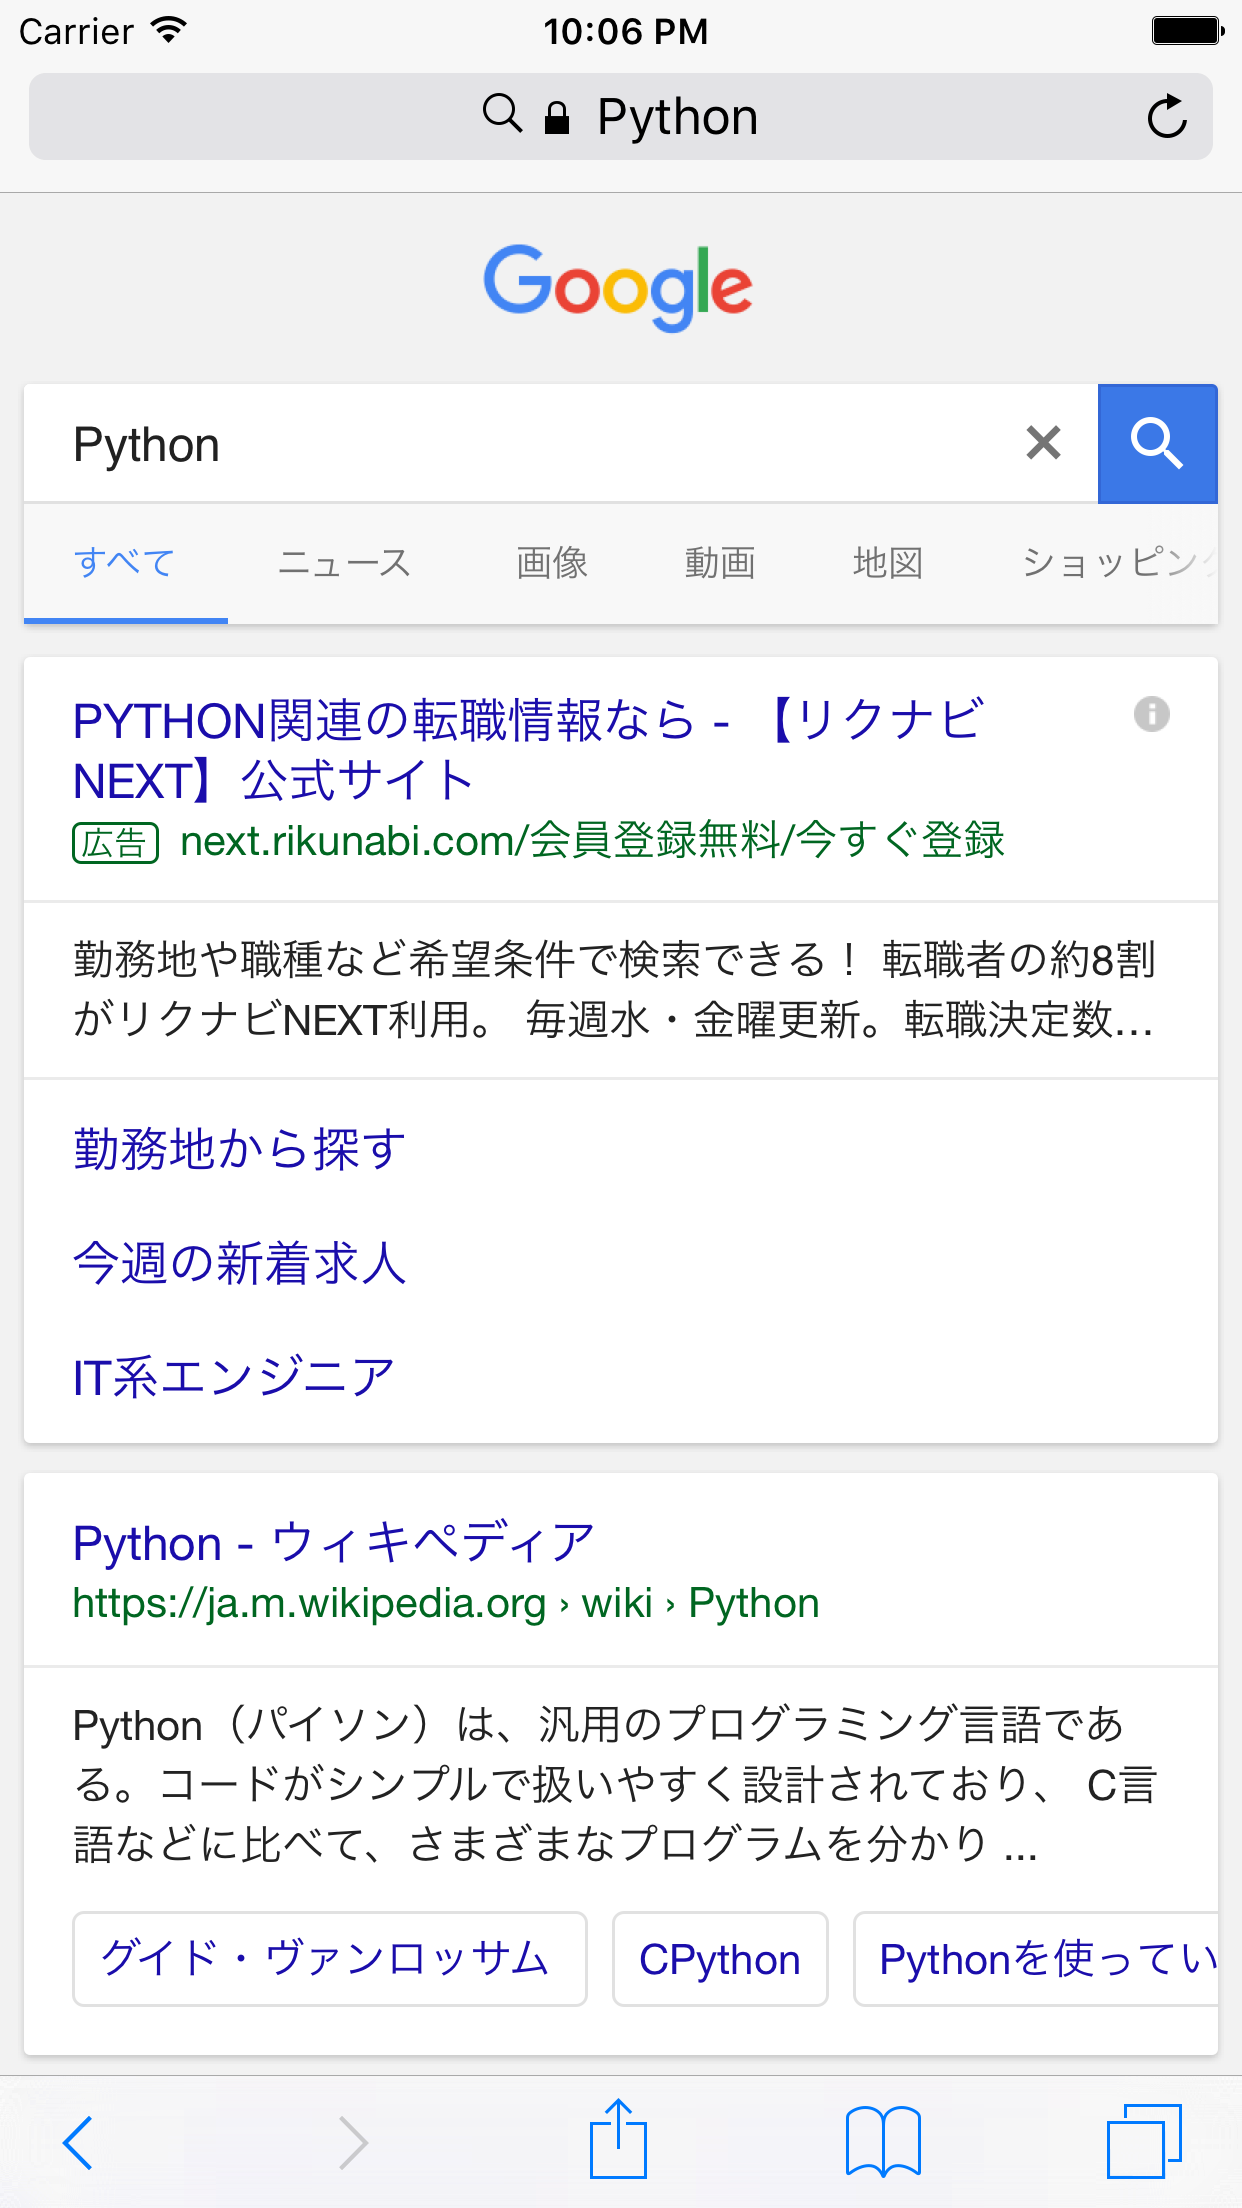 Carrier 10:06 PM
Python
Google
Python
すべて ニュース 画像 動画 地図 ショッピング
PYTHON関連の転職情報なら - 【リクナビ
NEXT】公式サイト
広告 next.rikunabi.com/会員登録無料/今すぐ登録
勤務地や職種など希望条件で検索できる！ 転職者の約8割
がリクナビNEXT利用。 毎週水・金曜更新。転職決定数...
勤務地から探す
今週の新着求人
IT系エンジニア
Python - ウィキペディア
https://ja.m.wikipedia.org › wiki › Python
Python（パイソン）は、汎用のプログラミング言語であ
る。コードがシンプルで扱いやすく設計されており、 C言
語などに比べて、さまざまなプログラムを分かり ...
グイド・ヴァンロッサム CPython Pythonを使ってい